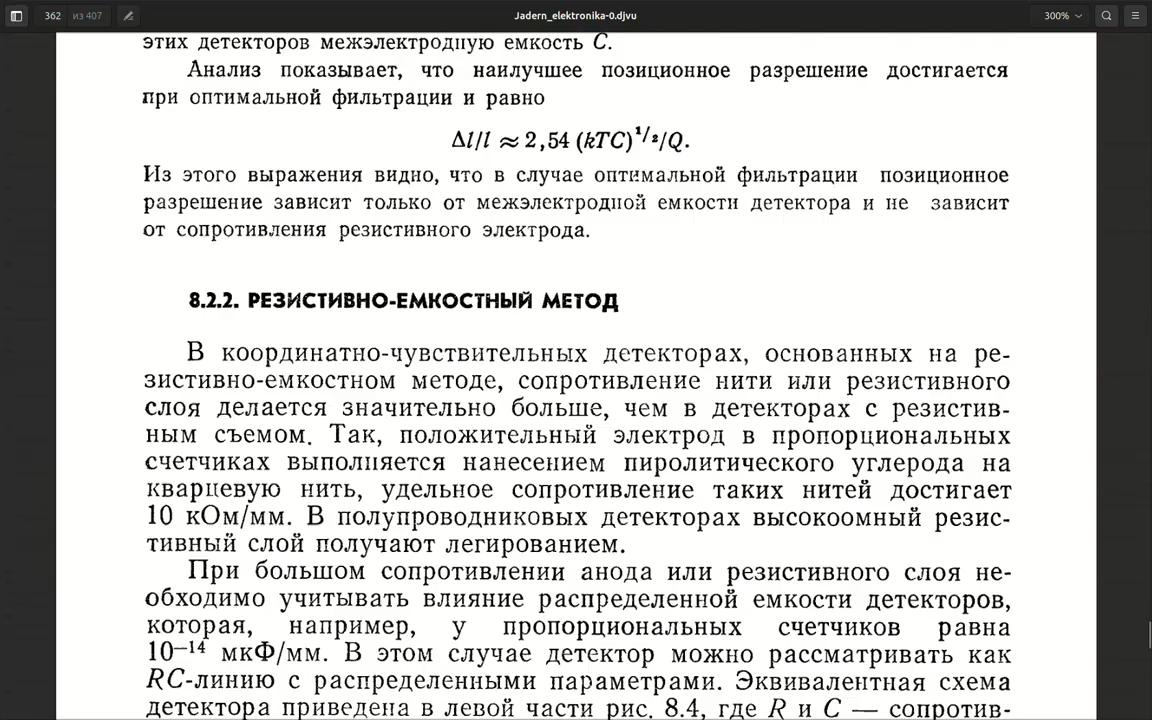 362 из 407
Jadern_elektronika-0.djvu
300%
этих детекторов межэлектродную емкость C.
Анализ показывает, что наилучшее позиционное разрешение достигается
при оптимальной фильтрации и равно
Δl/l ≈ 2,54 (kTC)^1/2/Q.
Из этого выражения видно, что в случае оптимальной фильтрации позиционное
разрешение зависит только от межэлектродной емкости детектора и не зависит
от сопротивления резистивного электрода.
8.2.2. РЕЗИСТИВНО-ЕМКОСТНЫЙ МЕТОД
В координатно-чувствительных детекторах, основанных на ре-
зистивно-емкостном методе, сопротивление нити или резистивного
слоя делается значительно больше, чем в детекторах с резистив-
ным съемом. Так, положительный электрод в пропорциональных
счетчиках выполняется нанесением пиролитического углерода на
кварцевую нить, удельное сопротивление таких нитей достигает
10 кОм/мм. В полупроводниковых детекторах высокоомный резис-
тивный слой получают легированием.
При большом сопротивлении анода или резистивного слоя не-
обходимо учитывать влияние распределенной емкости детекторов,
которая, например, у пропорциональных счетчиков равна
10⁻¹⁴ мкФ/мм. В этом случае детектор можно рассматривать как
RC-линию с распределенными параметрами. Эквивалентная схема
детектора приведена в левой части рис. 8.4, где R и C — сопротив-